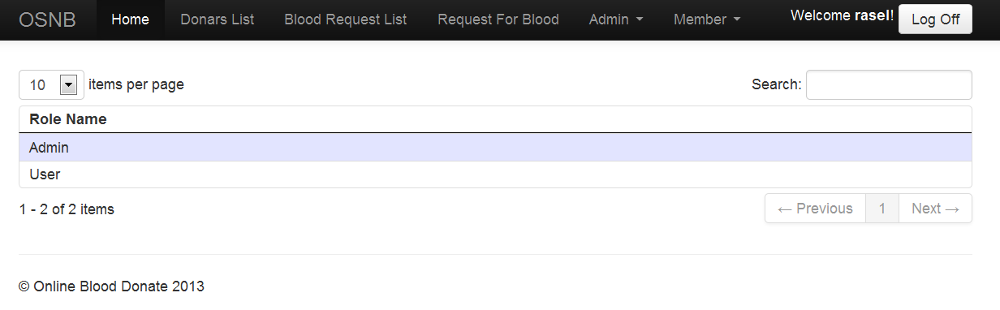 OSNB Home Donars List Blood Request List Request For Blood Admin Member Welcome rasel! Log Off
10 items per page Search:
Role Name
Admin
User
1 - 2 of 2 items ← Previous 1 Next →
© Online Blood Donate 2013